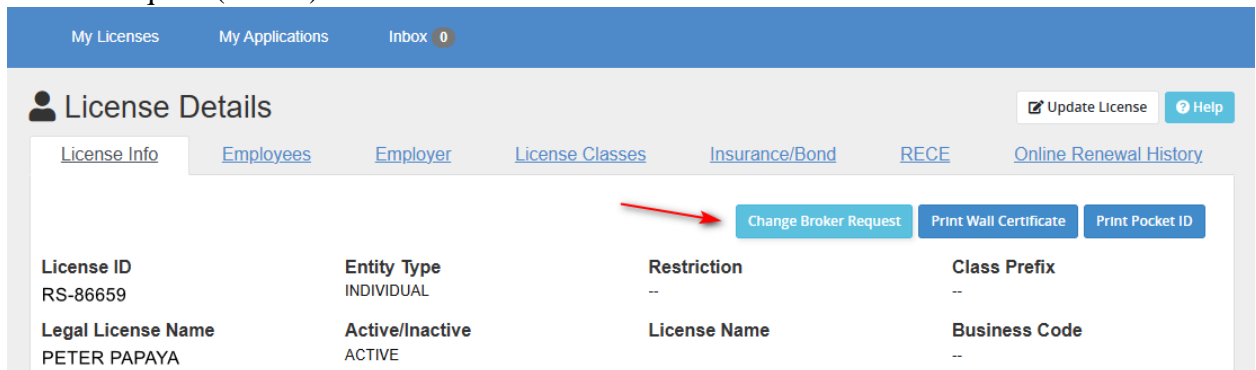 My Licenses My Applications Inbox 0
License Details Update License Help
License Info Employees Employer License Classes Insurance/Bond RECE Online Renewal History
Change Broker Request Print Wall Certificate Print Pocket ID
License ID Entity Type Restriction Class Prefix
RS-86659 INDIVIDUAL -- --
Legal License Name Active/Inactive License Name Business Code
PETER PAPAYA ACTIVE --